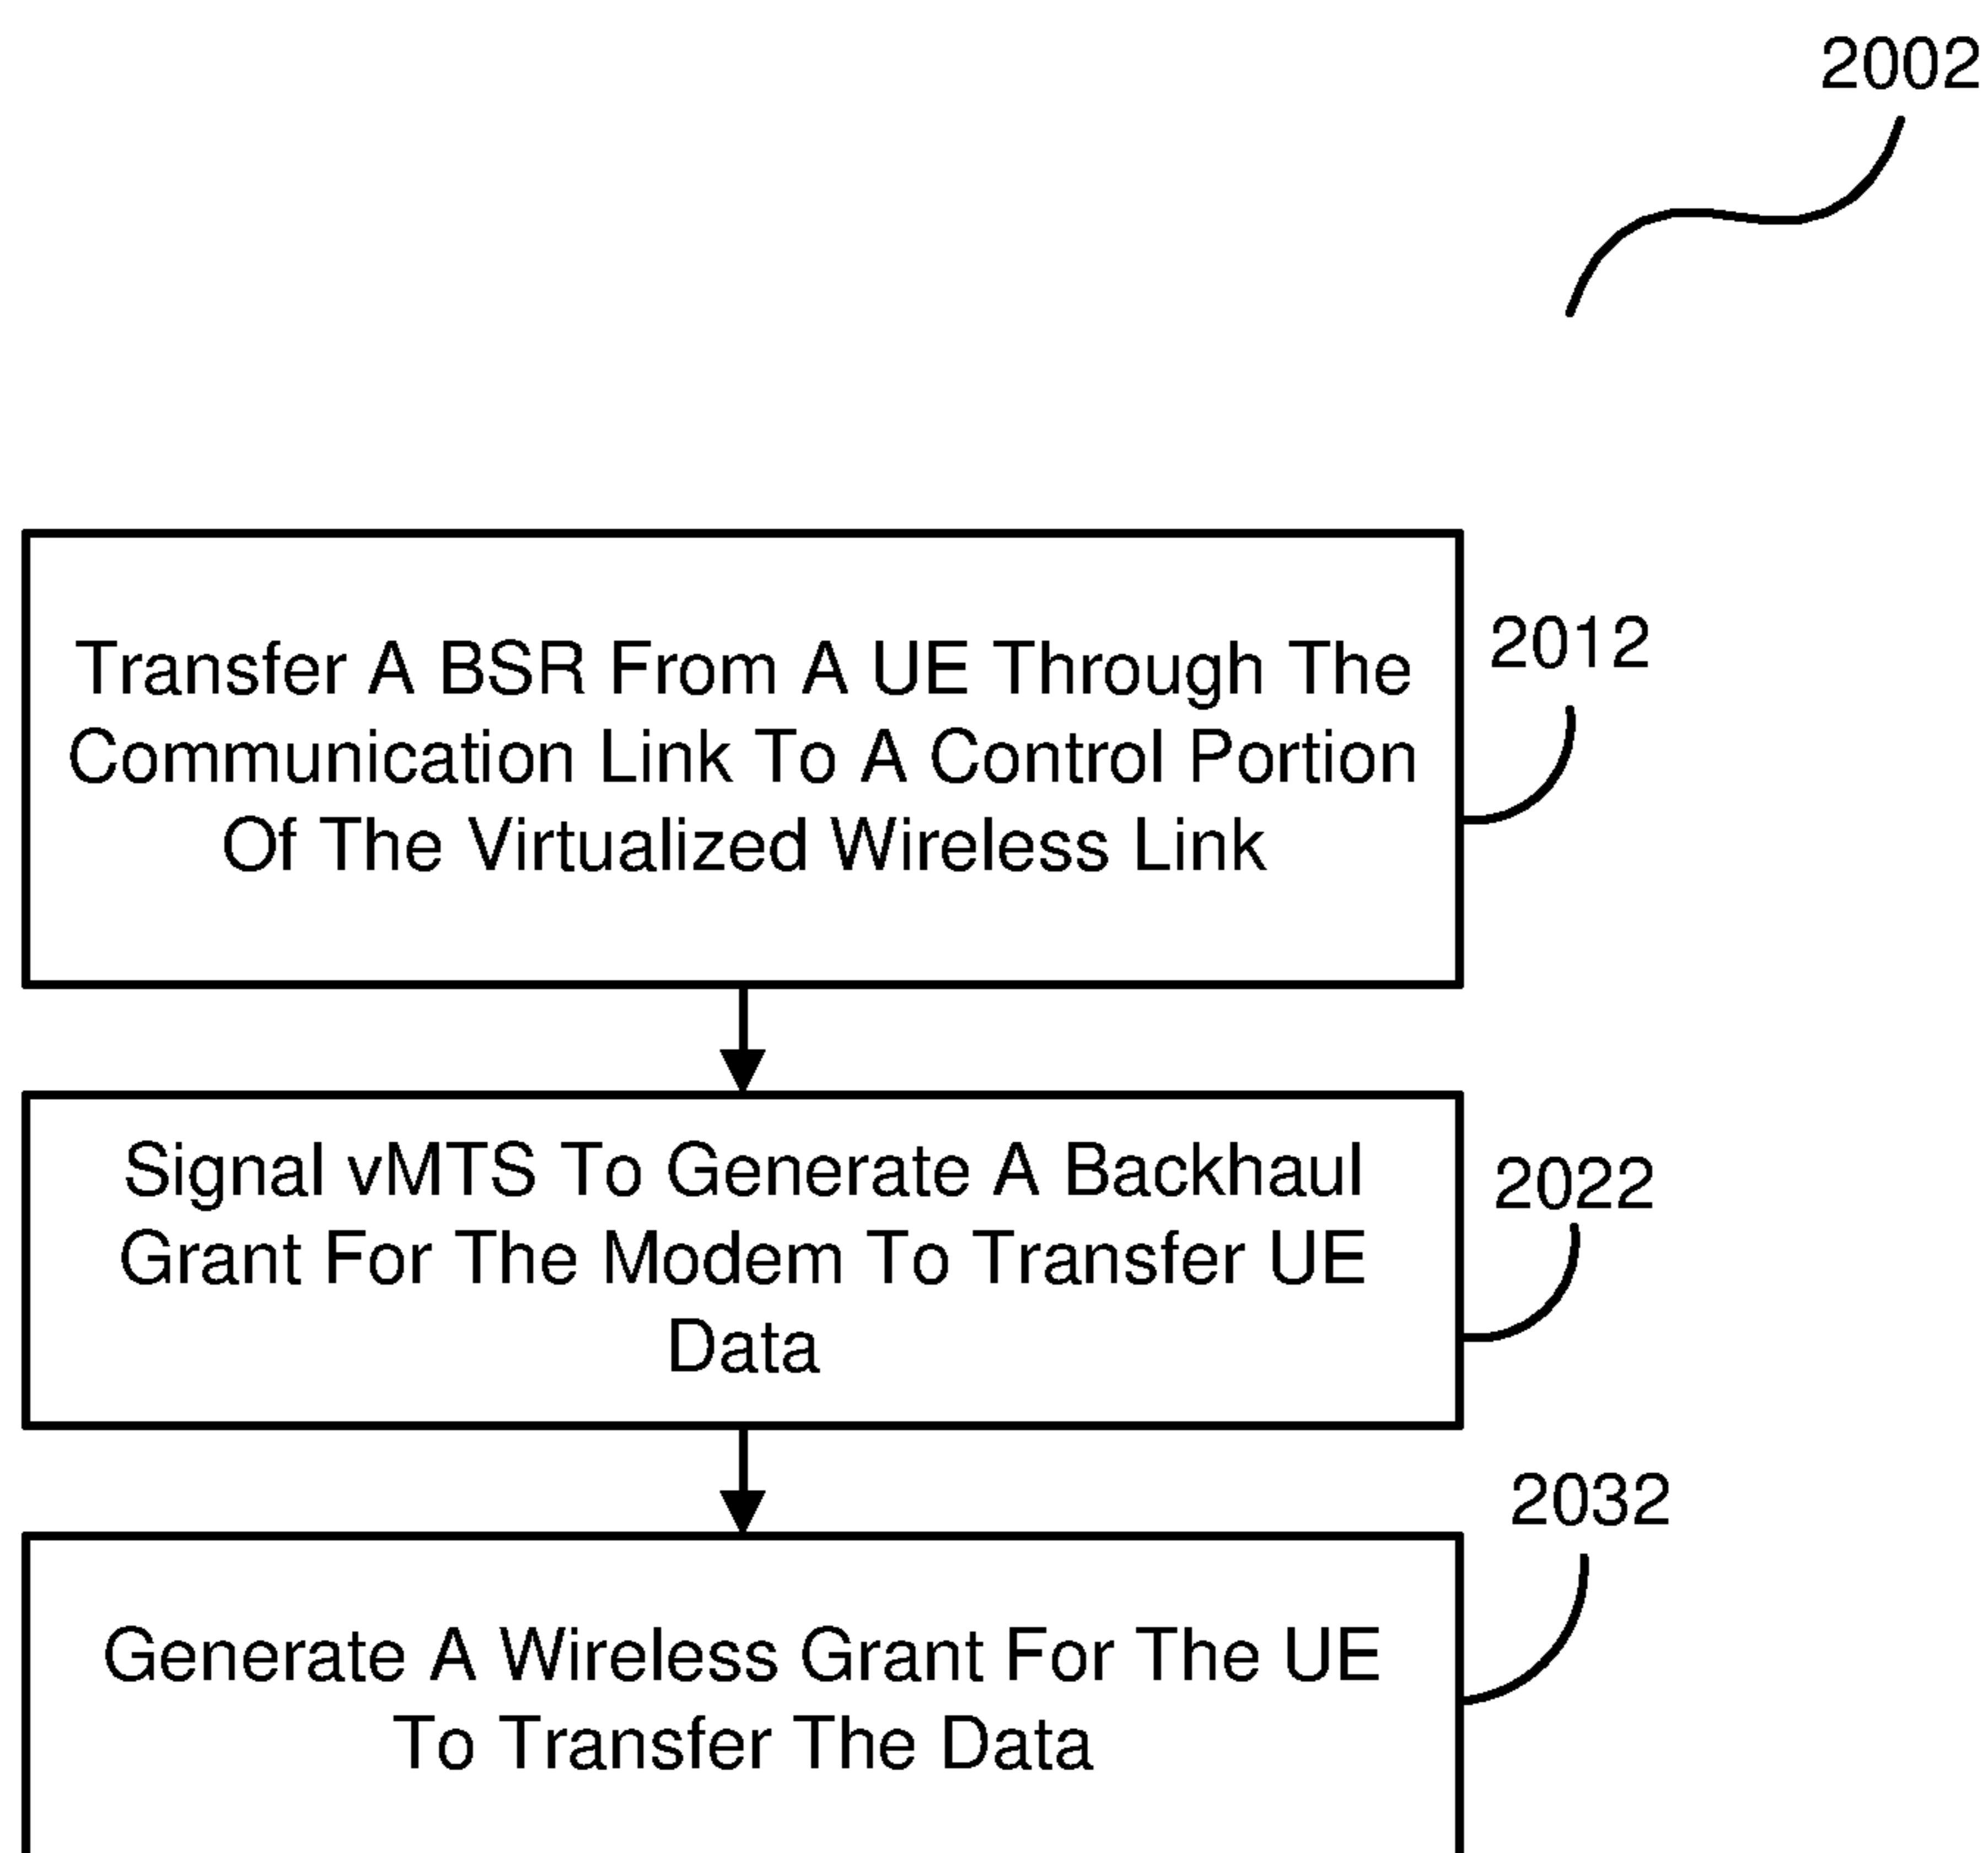 2002
Transfer A BSR From A UE Through The
Communication Link To A Control Portion
Of The Virtualized Wireless Link
2012
Signal vMTS To Generate A Backhaul
Grant For The Modem To Transfer UE
Data
2022
Generate A Wireless Grant For The UE
To Transfer The Data
2032